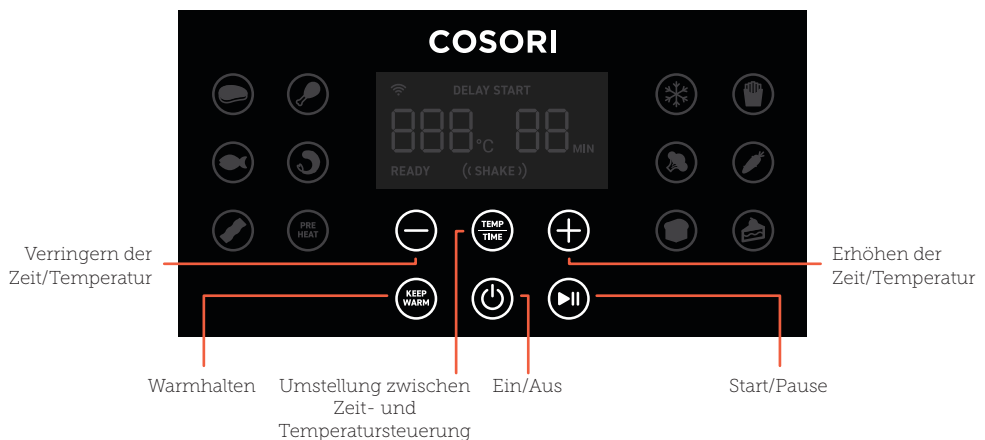 COSORI
DELAY START
888 °C 88 MIN
READY ((SHAKE))
PRE
HEAT
TEMP
TIME
Verringern der
Zeit/Temperatur
Erhöhen der
Zeit/Temperatur
KEEP
WARM
Warmhalten
Umstellung zwischen
Zeit- und
Temperatursteuerung
Ein/Aus
Start/Pause